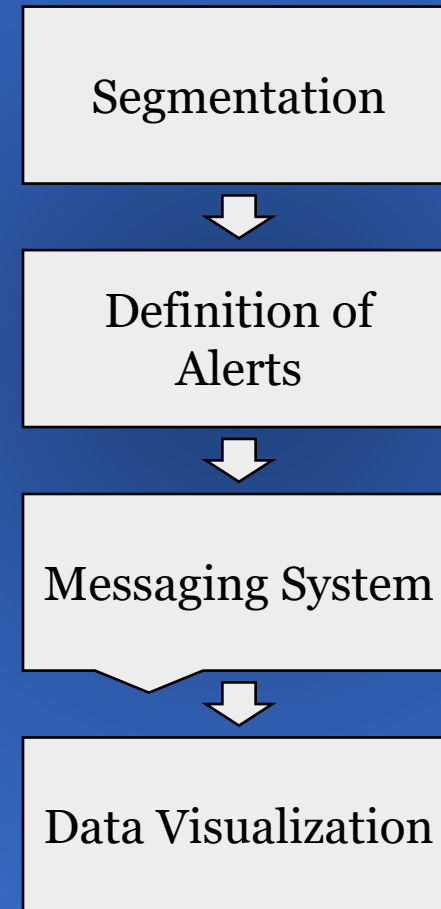 Segmentation
Definition of
Alerts
Messaging System
Data Visualization